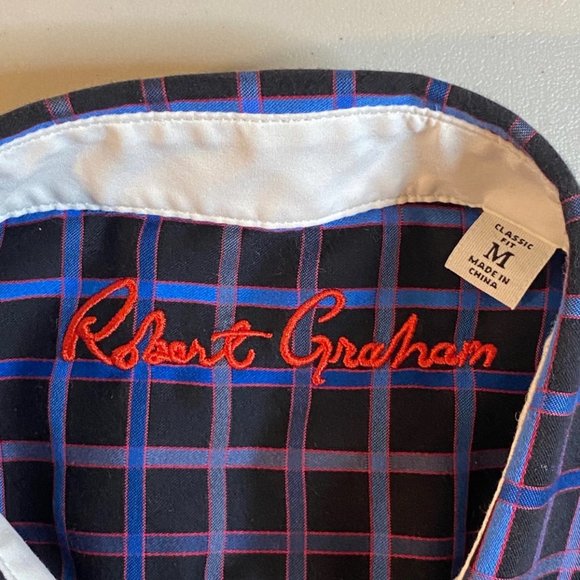 CLASSIC
FIT
M
MADE IN
CHINA
Robert Graham